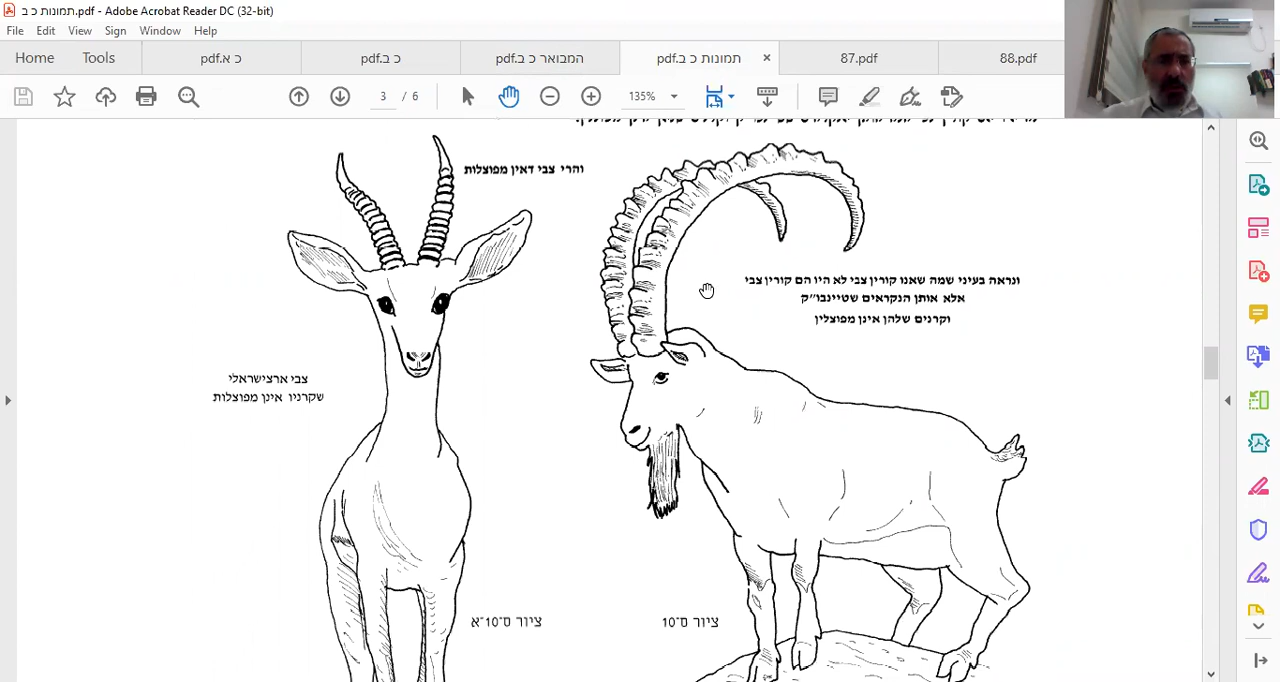 תמונות כ ב.pdf - Adobe Acrobat Reader DC (32-bit)
File Edit View Sign Window Help
Home Tools כ א.pdf כ ב.pdf המבואר כ ב.pdf תמונות כ ב.pdf 87.pdf 88.pdf
3 / 6 135%
והרי צבי דאין מפוצלות
ונראה בעיני שמה שאנו קורין צבי לא היו הם קורין צבי
אלא אותן הנקראים שטיינבו"ק
וקרנים שלהן אינן מפוצלין
צבי ארצישראלי
שקרניו אינן מפוצלות
ציור ס־10״א
ציור ס־10